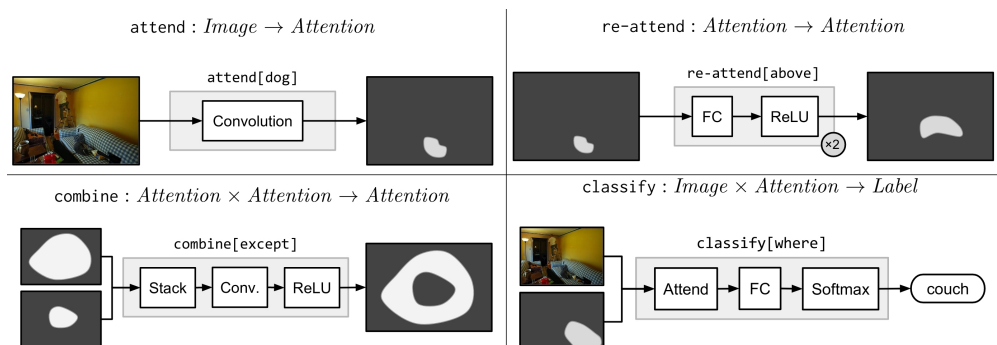 attend : Image → Attention
attend[dog]
Convolution
re-attend : Attention → Attention
re-attend[above]
FC
ReLU
×2
combine : Attention × Attention → Attention
combine[except]
Stack
Conv.
ReLU
classify : Image × Attention → Label
classify[where]
Attend
FC
Softmax
couch